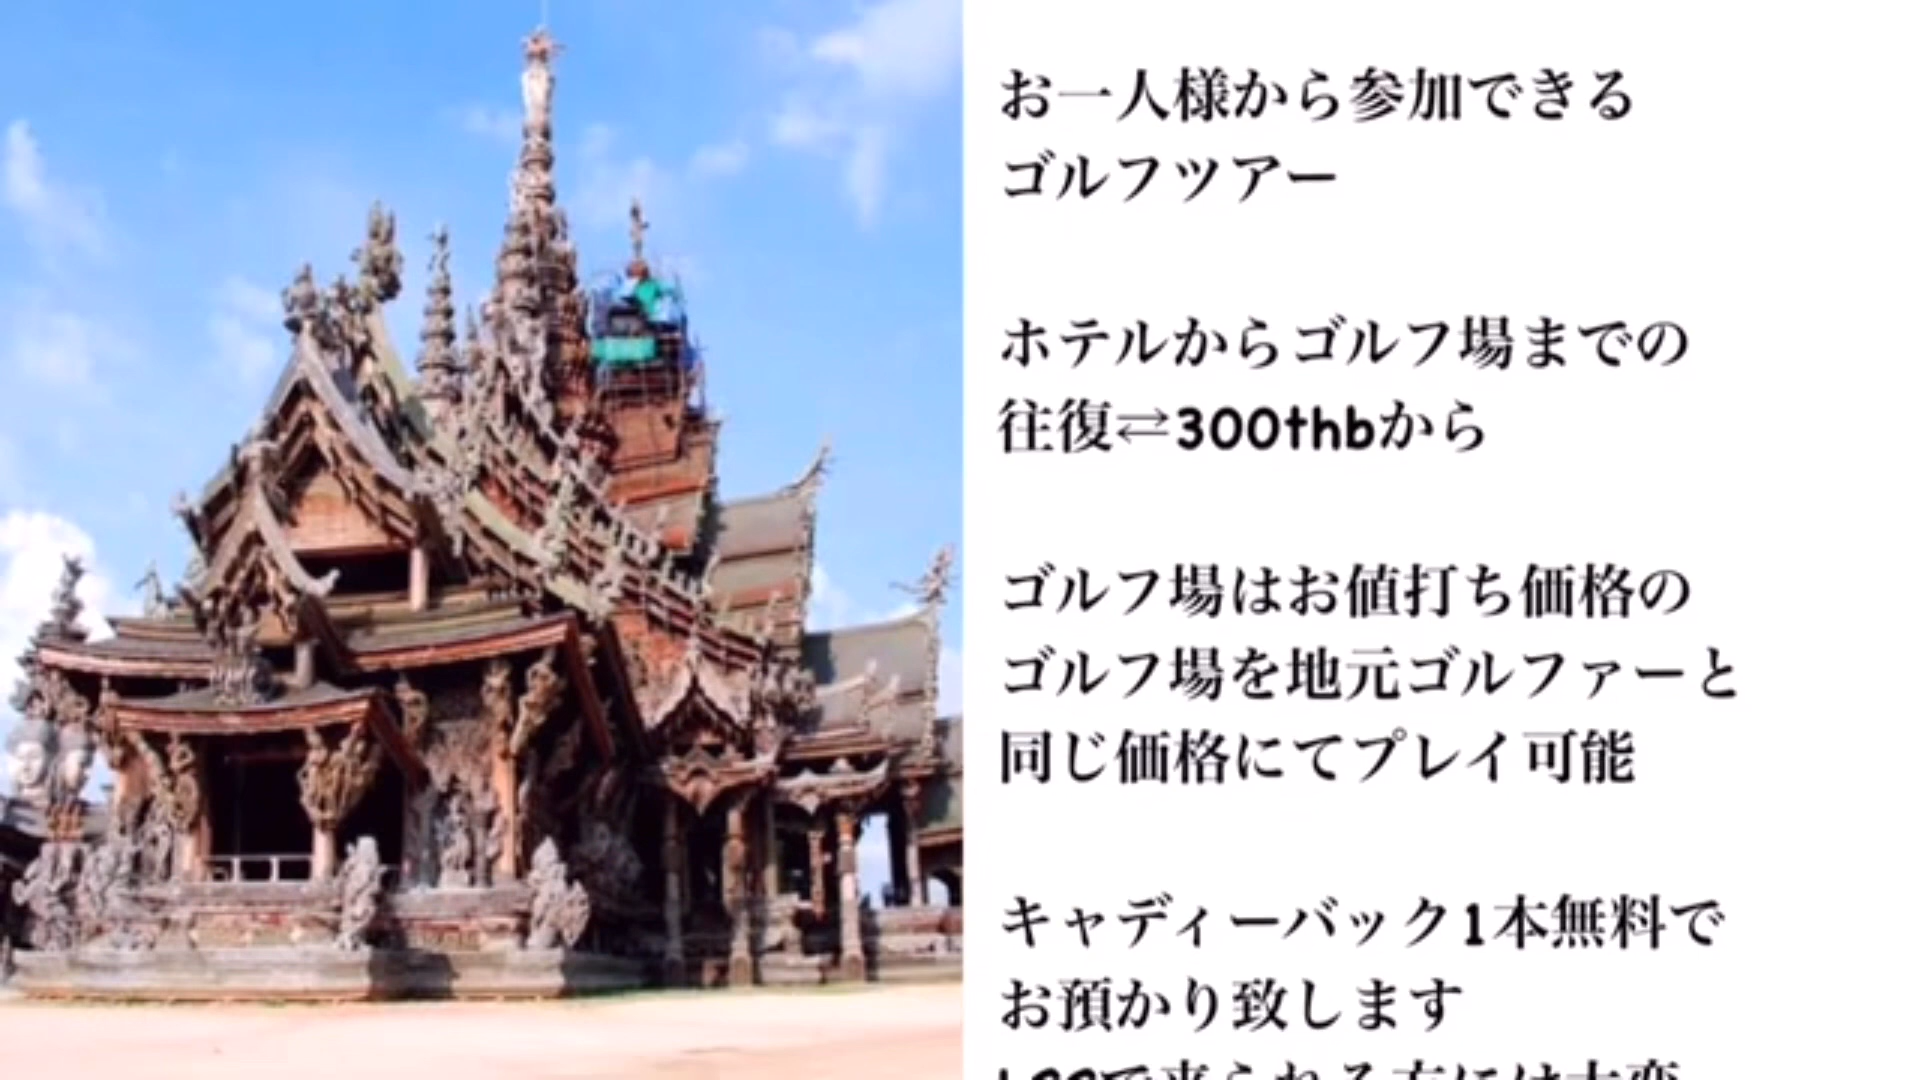 お一人様から参加できる
ゴルフツアー
ホテルからゴルフ場までの
往復⇄300thbから
ゴルフ場はお値打ち価格の
ゴルフ場を地元ゴルファーと
同じ価格にてプレイ可能
キャディーバック1本無料で
お預かり致します